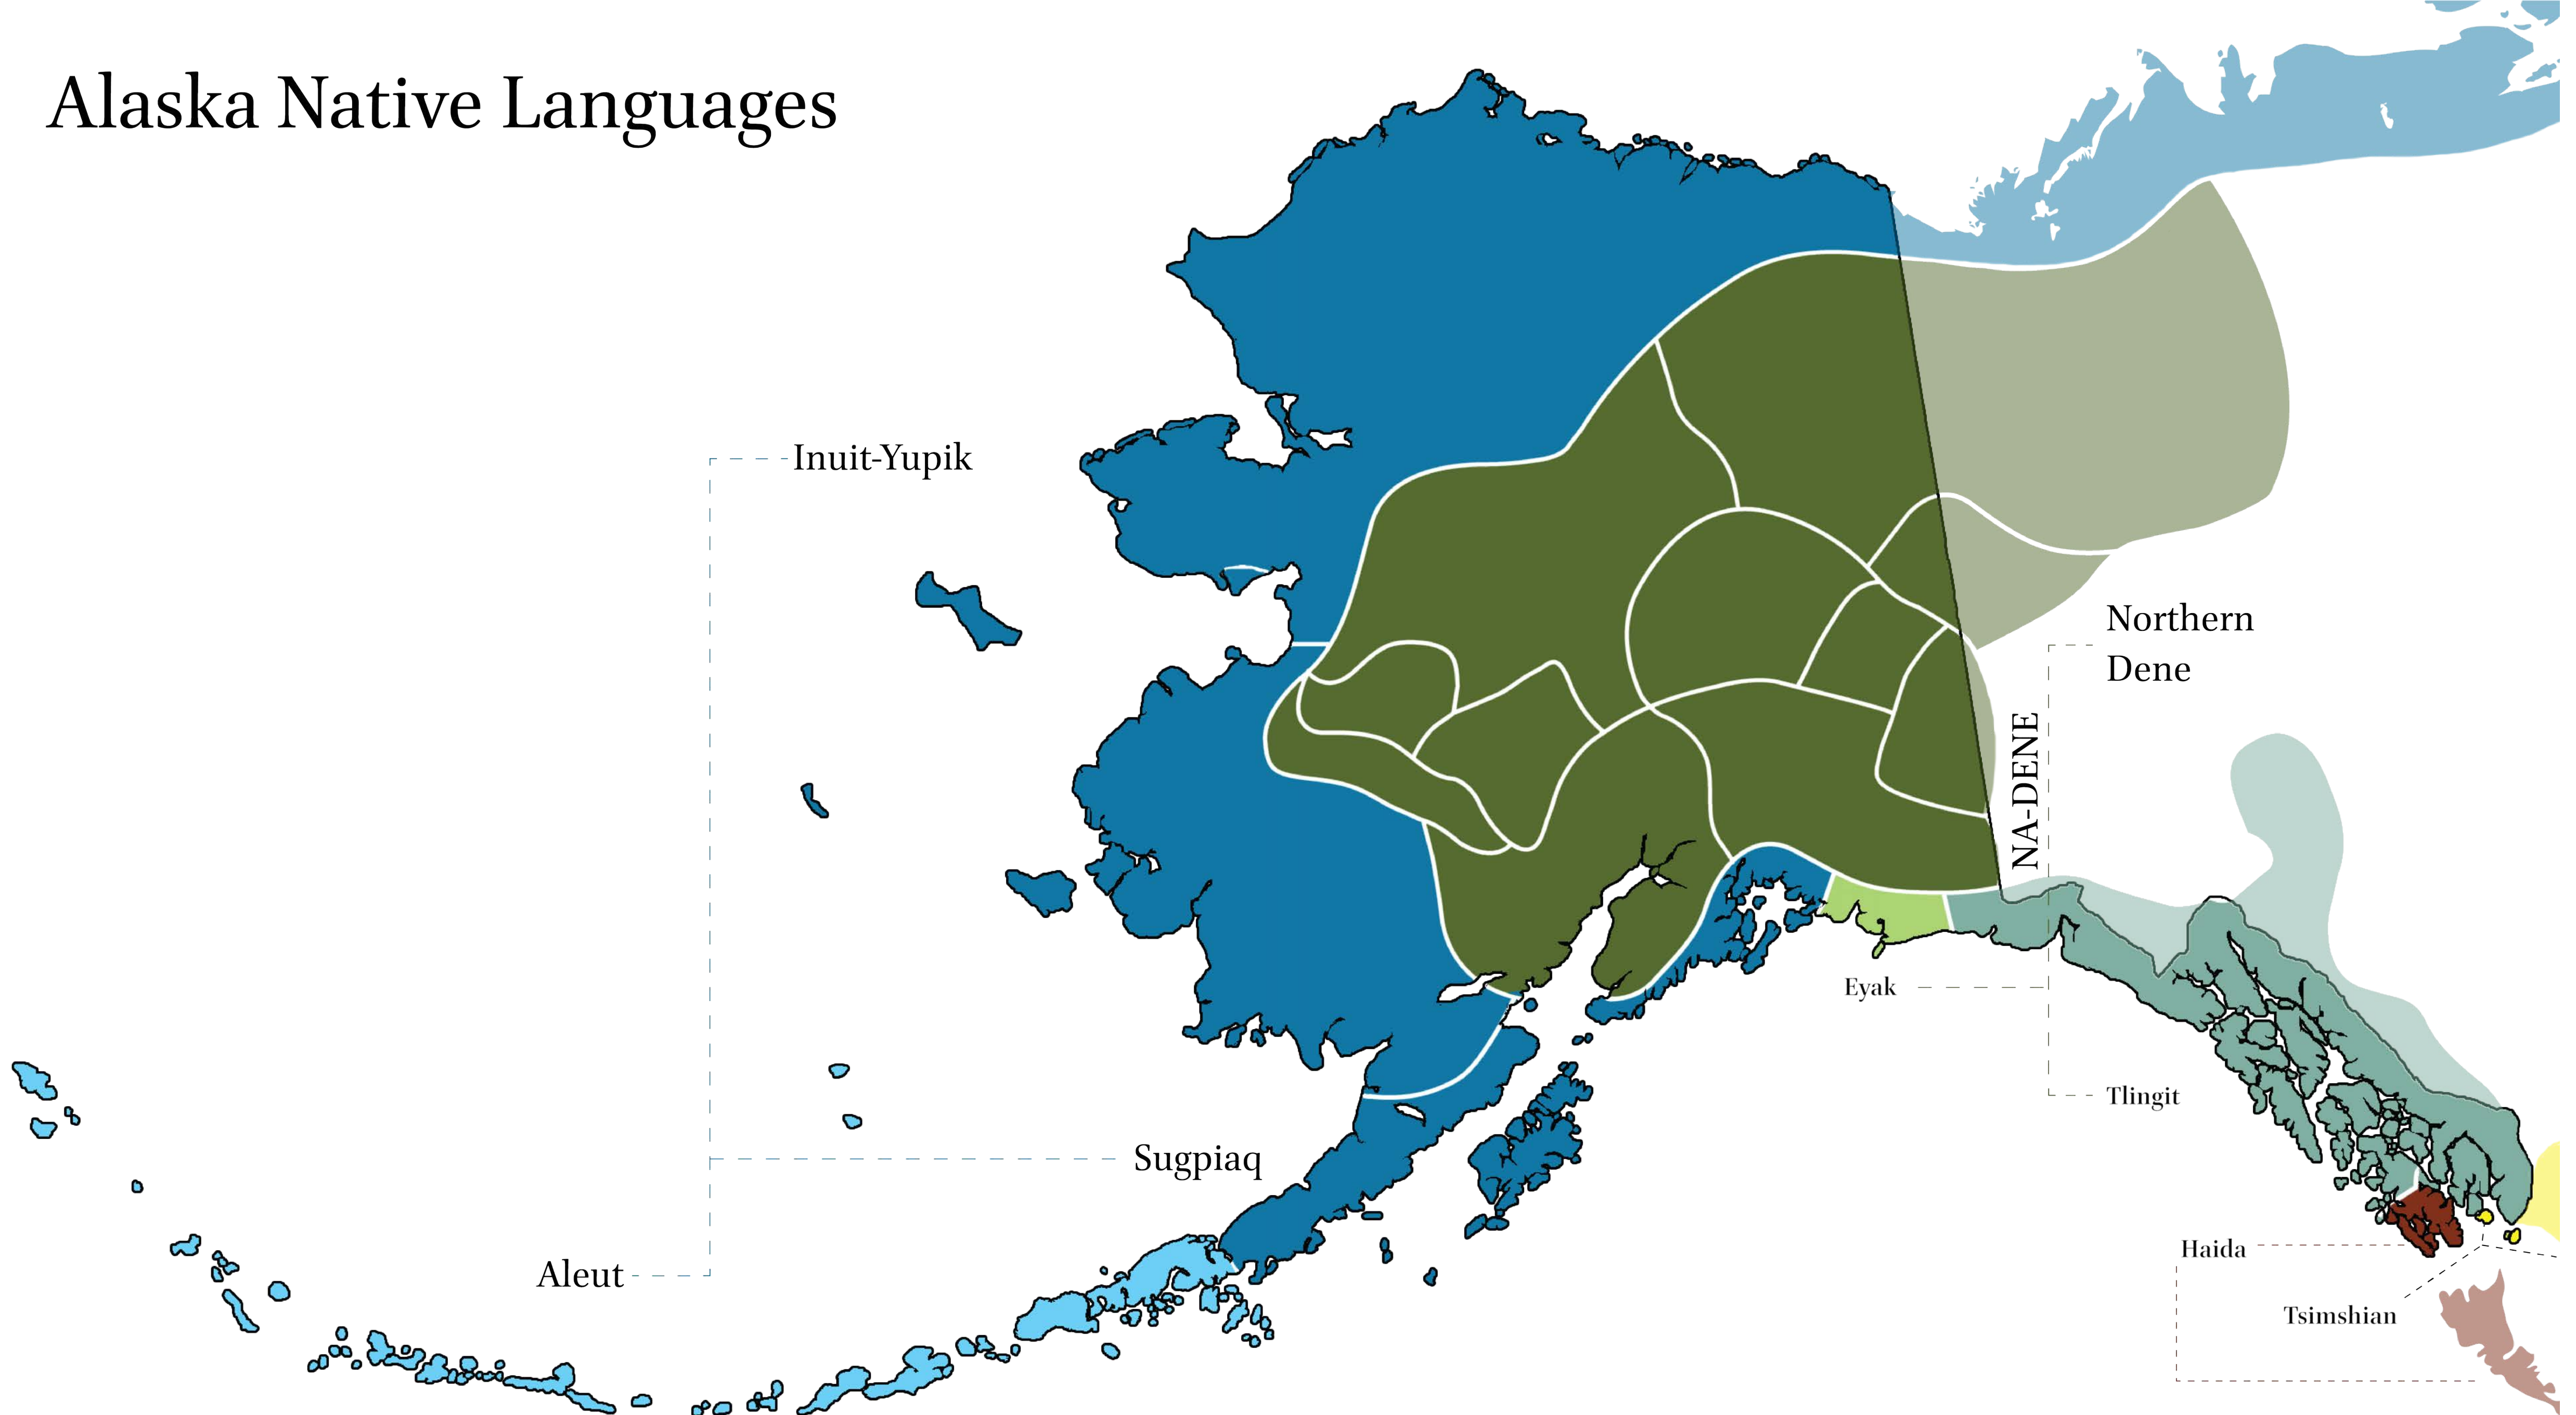 Alaska Native Languages
Inuit-Yupik
Northern
Dene
NA-DENE
Eyak
Tlingit
Sugpiaq
Haida
Aleut
Tsimshian